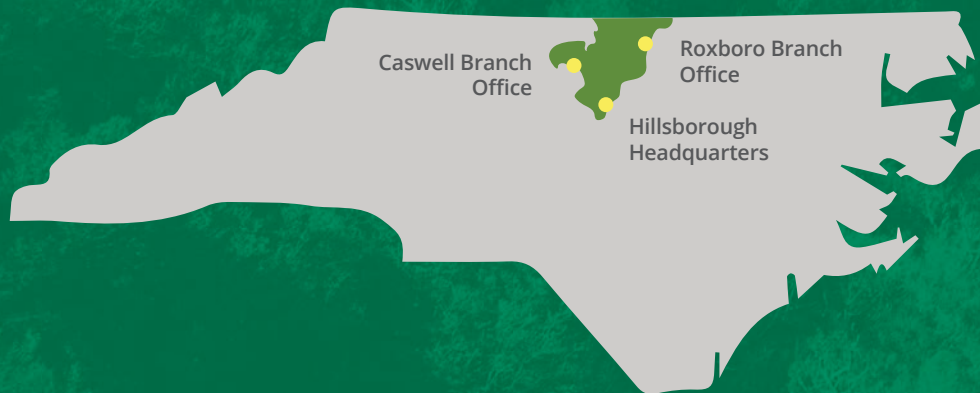 Caswell Branch
Office
Roxboro Branch
Office
Hillsborough
Headquarters